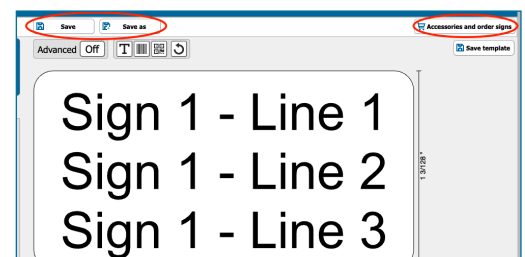 Save Save as Accessories and order signs
Advanced Off T Save template
Sign 1 - Line 1
Sign 1 - Line 2
Sign 1 - Line 3
1 3/128 "